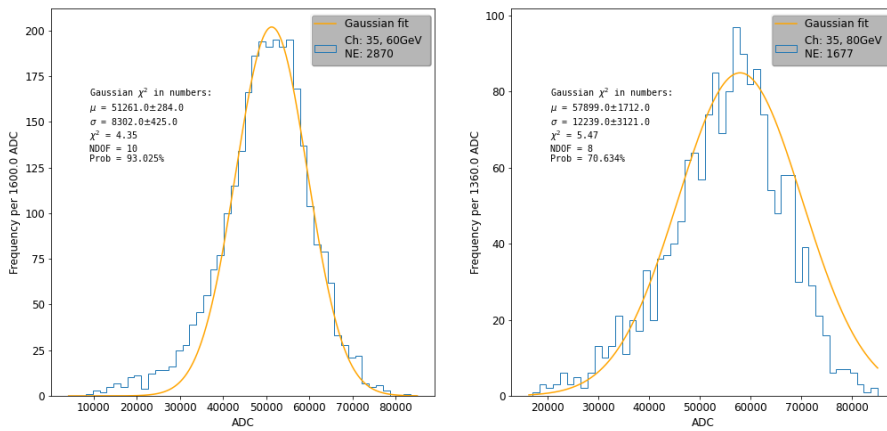 Frequency per 1600.0 ADC
200
175
150
125
100
75
50
25
0
Gaussian fit
Ch: 35, 60GeV
NE: 2870
Gaussian χ² in numbers:
μ = 51261.0±284.0
σ = 8302.0±425.0
χ² = 4.35
NDOF = 10
Prob = 93.025%
10000 20000 30000 40000 50000 60000 70000 80000
ADC
Frequency per 1360.0 ADC
100
80
60
40
20
0
Gaussian fit
Ch: 35, 80GeV
NE: 1677
Gaussian χ² in numbers:
μ = 57899.0±1712.0
σ = 12239.0±3121.0
χ² = 5.47
NDOF = 8
Prob = 70.634%
20000 30000 40000 50000 60000 70000 80000
ADC